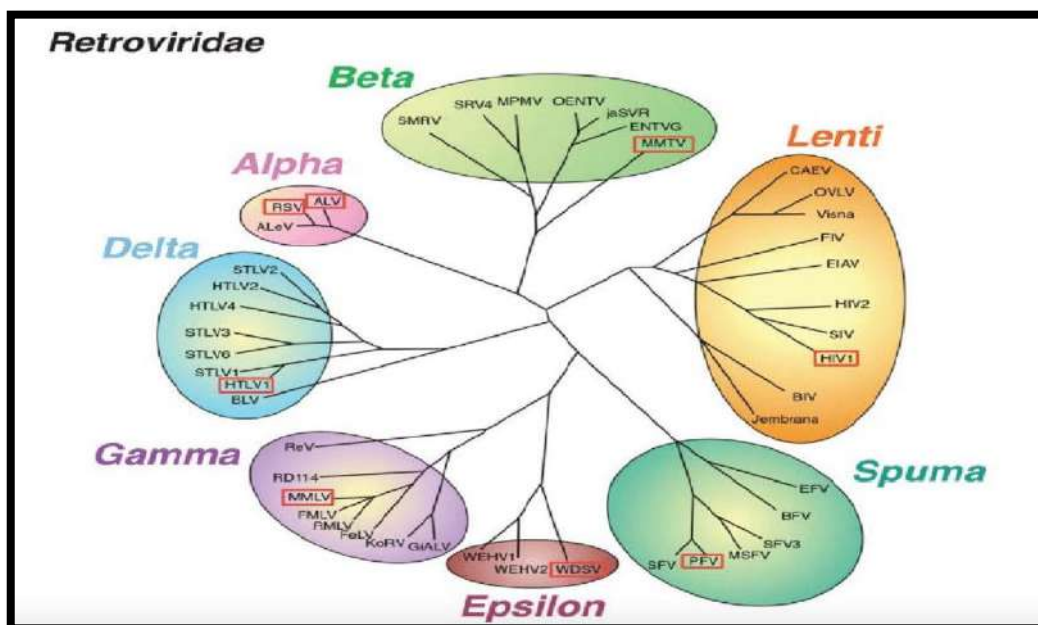 Retroviridae
Beta
SRV4 MPMV OENTV
jaSVR
SMRV
ENTVG
MMTV
Lenti
CAEV
OVLV
Visna
FIV
EIAV
HIV2
SIV
HIV1
BIV
Jembrana
Alpha
RSV ALV
ALeV
Delta
STLV2
HTLV2
HTLV4
STLV3
STLV6
STLV1
HTLV1
BLV
Gamma
ReV
RD114
MMLV
FMLV
RMLV
FeLV
KoRV GiALV
Epsilon
WEHV1
WEHV2 WDSV
Spuma
EFV
BFV
SFV3
MSFV
SFV PFV